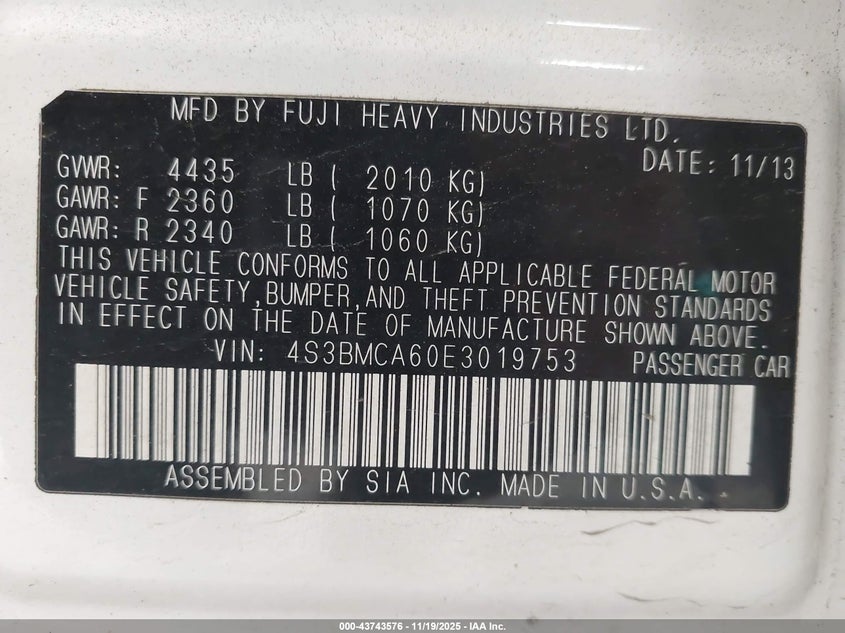 MFD BY FUJI HEAVY INDUSTRIES LTD.
DATE: 11/13
GVWR: 4435 LB ( 2010 KG)
GAWR: F 2360 LB ( 1070 KG)
GAWR: R 2340 LB ( 1060 KG)
THIS VEHICLE CONFORMS TO ALL APPLICABLE FEDERAL MOTOR
VEHICLE SAFETY, BUMPER, AND THEFT PREVENTION STANDARDS
IN EFFECT ON THE DATE OF MANUFACTURE SHOWN ABOVE.
VIN: 4S3BMCA60E3019753 PASSENGER CAR
ASSEMBLED BY SIA INC. MADE IN U.S.A.
000-43743576 - 11/19/2025 - IAA Inc.